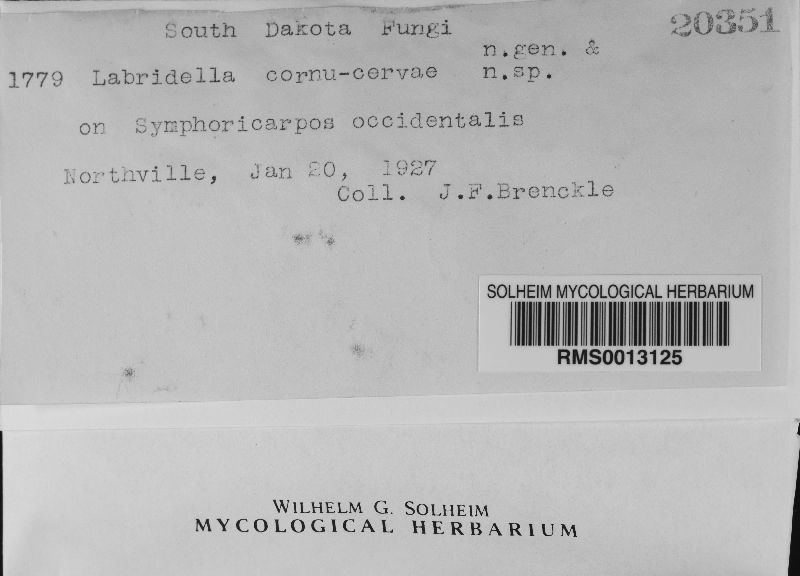 South Dakota Fungi
20351
n.gen. &
1779 Labridella cornu-cervae n.sp.
on Symphoricarpos occidentalis
Northville, Jan 20, 1927
Coll. J.F.Brenckle
SOLHEIM MYCOLOGICAL HERBARIUM
RMS0013125
WILHELM G. SOLHEIM
MYCOLOGICAL HERBARIUM